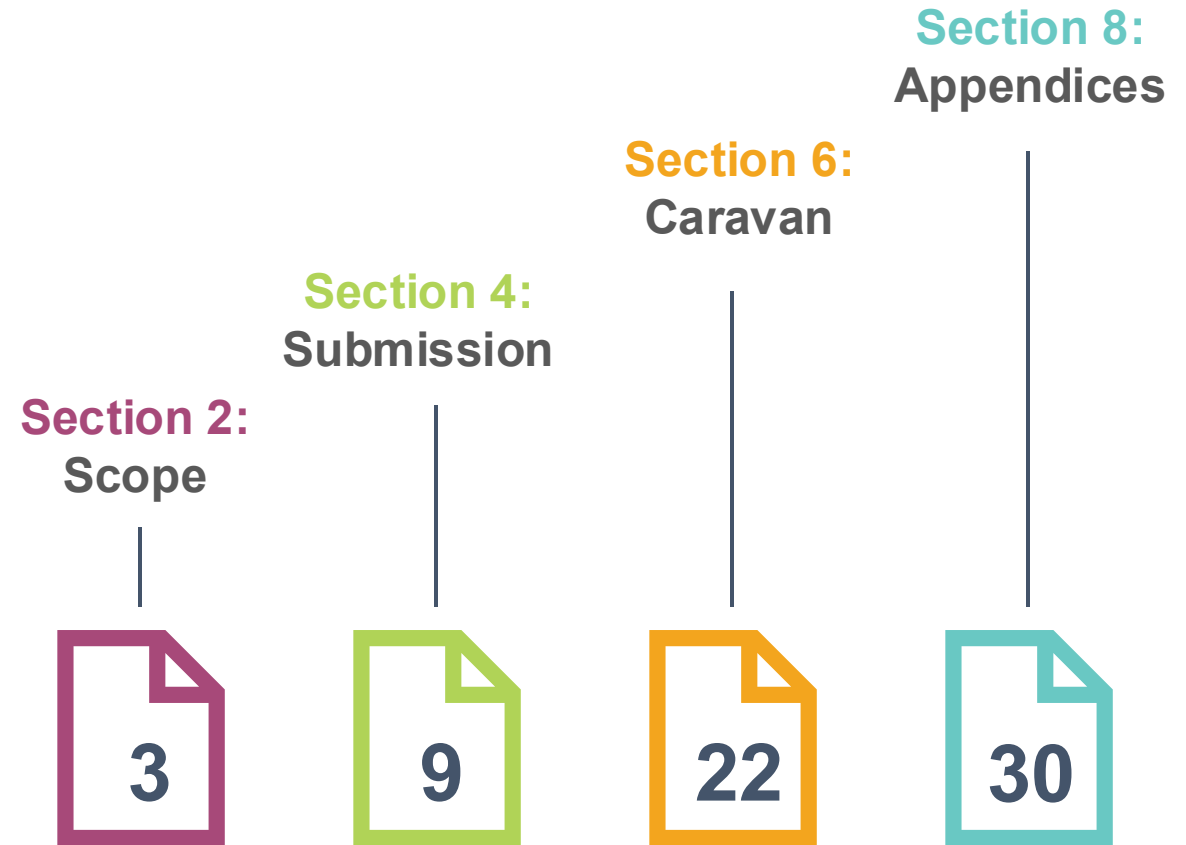 Section 8:
Appendices
Section 6:
Caravan
Section 4:
Submission
Section 2:
Scope
3
9
22
30